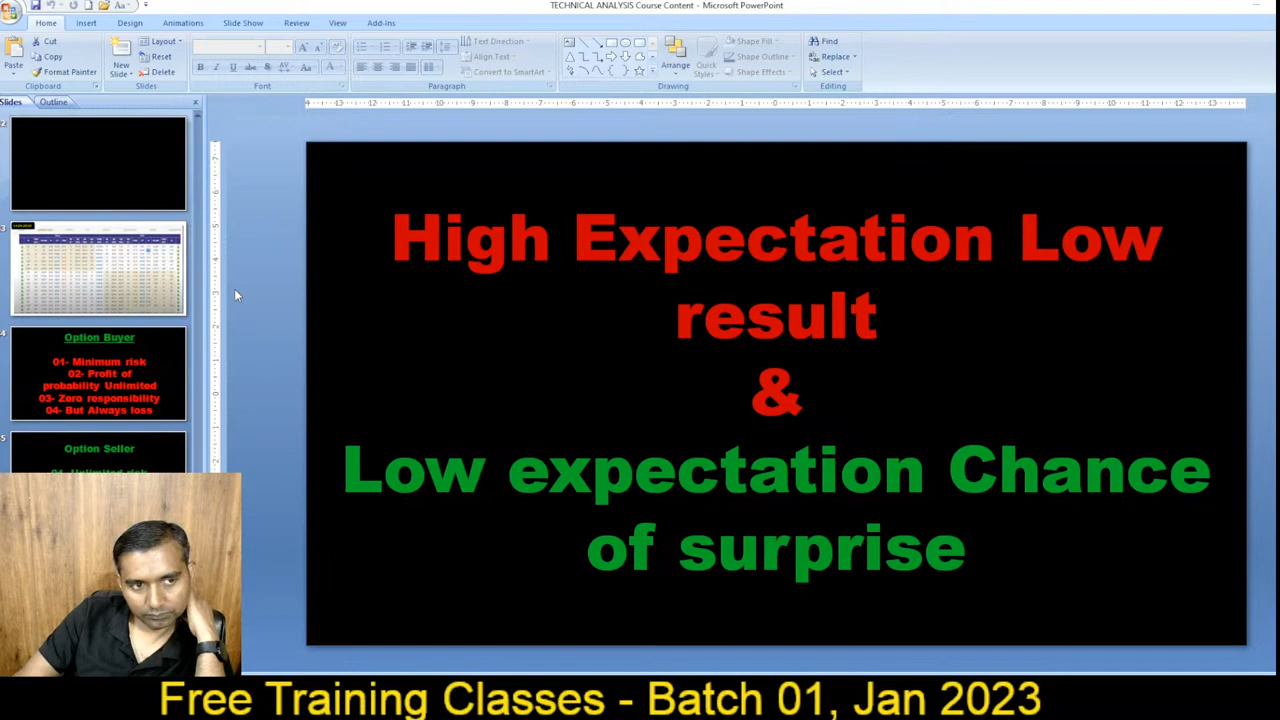 TECHNICAL ANALYSIS Course Content - Microsoft PowerPoint
Home Insert Design Animations Slide Show Review View Add-Ins
Cut
Copy
Format Painter
Paste
Clipboard
New
Slide
Layout
Reset
Delete
Slides
Font
Text Direction
Align Text
Convert to SmartArt
Paragraph
Arrange
Quick
Styles
Shape Fill
Shape Outline
Shape Effects
Drawing
Find
Replace
Select
Editing
Slides Outline
2
3
4
Option Buyer
01- Minimum risk
02- Profit of
probability Unlimited
03- Zero responsibility
04- But Always loss
5
Option Seller
High Expectation Low
result
&
Low expectation Chance
of surprise
Free Training Classes - Batch 01, Jan 2023